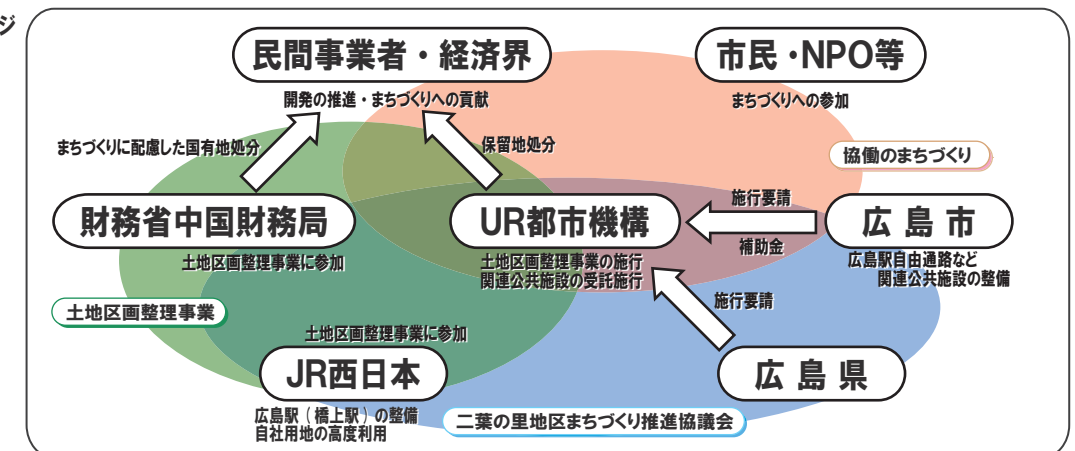 ジ
民間事業者・経済界
開発の推進・まちづくりへの貢献
市民・NPO等
まちづくりへの参加
まちづくりに配慮した国有地処分
保留地処分
協働のまちづくり
財務省中国財務局
土地区画整理事業に参加
UR都市機構
土地区画整理事業の施行
関連公共施設の受託施行
施行要請
補助金
広島市
広島駅自由通路など
関連公共施設の整備
土地区画整理事業
施行要請
土地区画整理事業に参加
JR西日本
広島駅(橋上駅)の整備
自社用地の高度利用
広島県
二葉の里地区まちづくり推進協議会